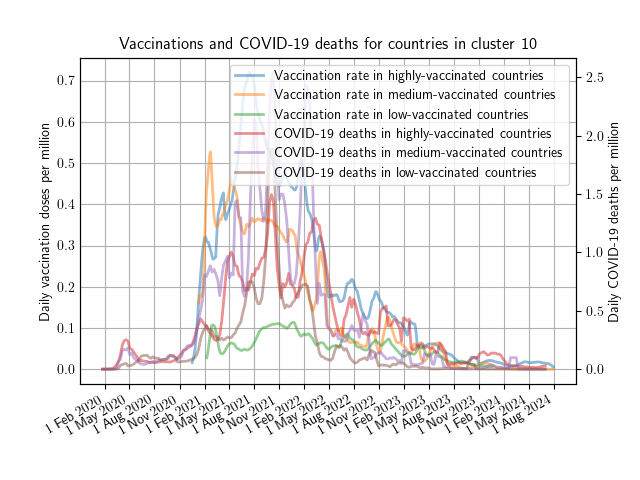 Vaccinations and COVID-19 deaths for countries in cluster 10
Vaccination rate in highly-vaccinated countries
Vaccination rate in medium-vaccinated countries
Vaccination rate in low-vaccinated countries
COVID-19 deaths in highly-vaccinated countries
COVID-19 deaths in medium-vaccinated countries
COVID-19 deaths in low-vaccinated countries
Daily vaccination doses per million
0.7
0.6
0.5
0.4
0.3
0.2
0.1
0.0
Daily COVID-19 deaths per million
2.5
2.0
1.5
1.0
0.5
0.0
1 Feb 2020
1 May 2020
1 Aug 2020
1 Nov 2020
1 Feb 2021
1 May 2021
1 Aug 2021
1 Nov 2021
1 Feb 2022
1 May 2022
1 Aug 2022
1 Nov 2022
1 Feb 2023
1 May 2023
1 Aug 2023
1 Nov 2023
1 Feb 2024
1 May 2024
1 Aug 2024